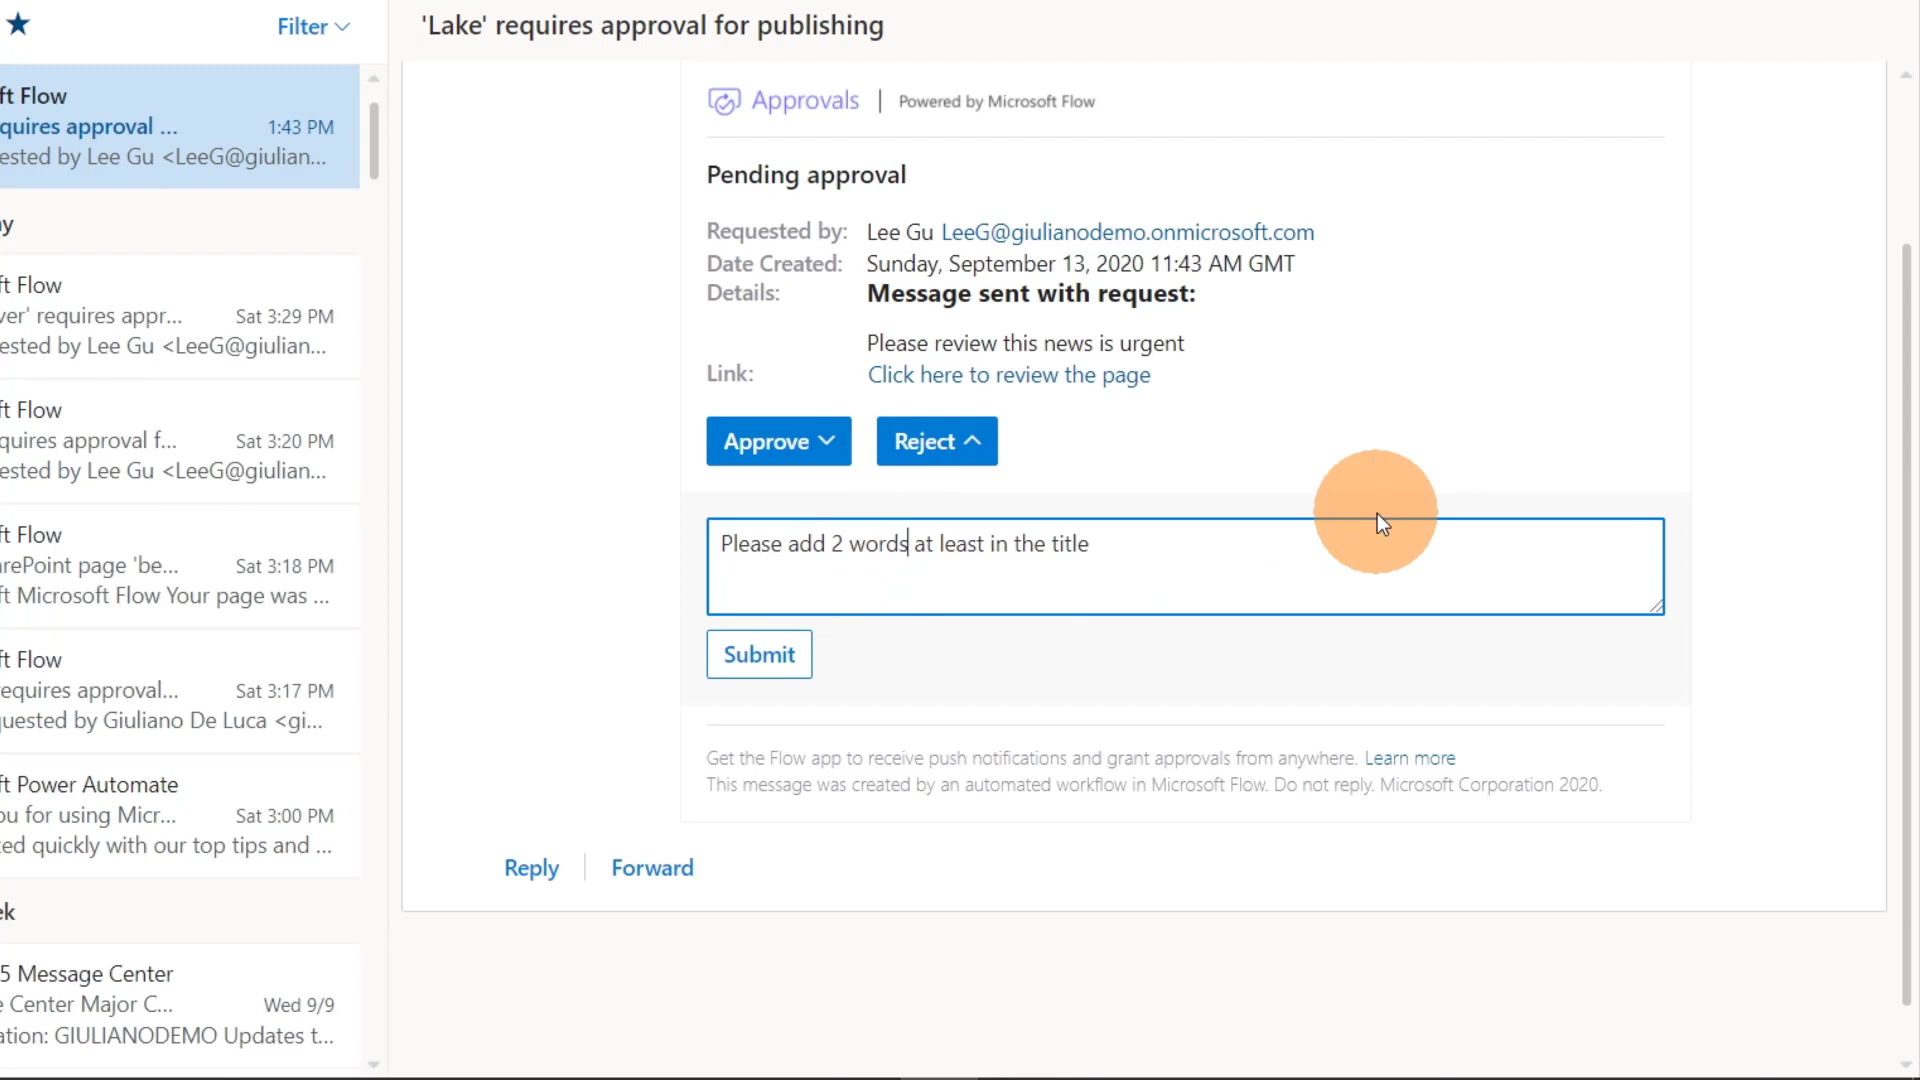 Filter
'Lake' requires approval for publishing
ft Flow
quires approval ... 1:43 PM
ested by Lee Gu <LeeG@giulian...
ay
ft Flow
ver' requires appr... Sat 3:29 PM
ested by Lee Gu <LeeG@giulian...
ft Flow
quires approval f... Sat 3:20 PM
ested by Lee Gu <LeeG@giulian...
ft Flow
arePoint page 'be... Sat 3:18 PM
ft Microsoft Flow Your page was ...
ft Flow
requires approval... Sat 3:17 PM
quested by Giuliano De Luca <gi...
ft Power Automate
ou for using Micr... Sat 3:00 PM
ted quickly with our top tips and ...
ek
5 Message Center
e Center Major C... Wed 9/9
ation: GIULIANODEMO Updates t...
Approvals | Powered by Microsoft Flow
Pending approval
Requested by: Lee Gu LeeG@giulianodemo.onmicrosoft.com
Date Created: Sunday, September 13, 2020 11:43 AM GMT
Details: Message sent with request:
Please review this news is urgent
Link: Click here to review the page
Approve Reject
Please add 2 words at least in the title
Submit
Get the Flow app to receive push notifications and grant approvals from anywhere. Learn more
This message was created by an automated workflow in Microsoft Flow. Do not reply. Microsoft Corporation 2020.
Reply Forward